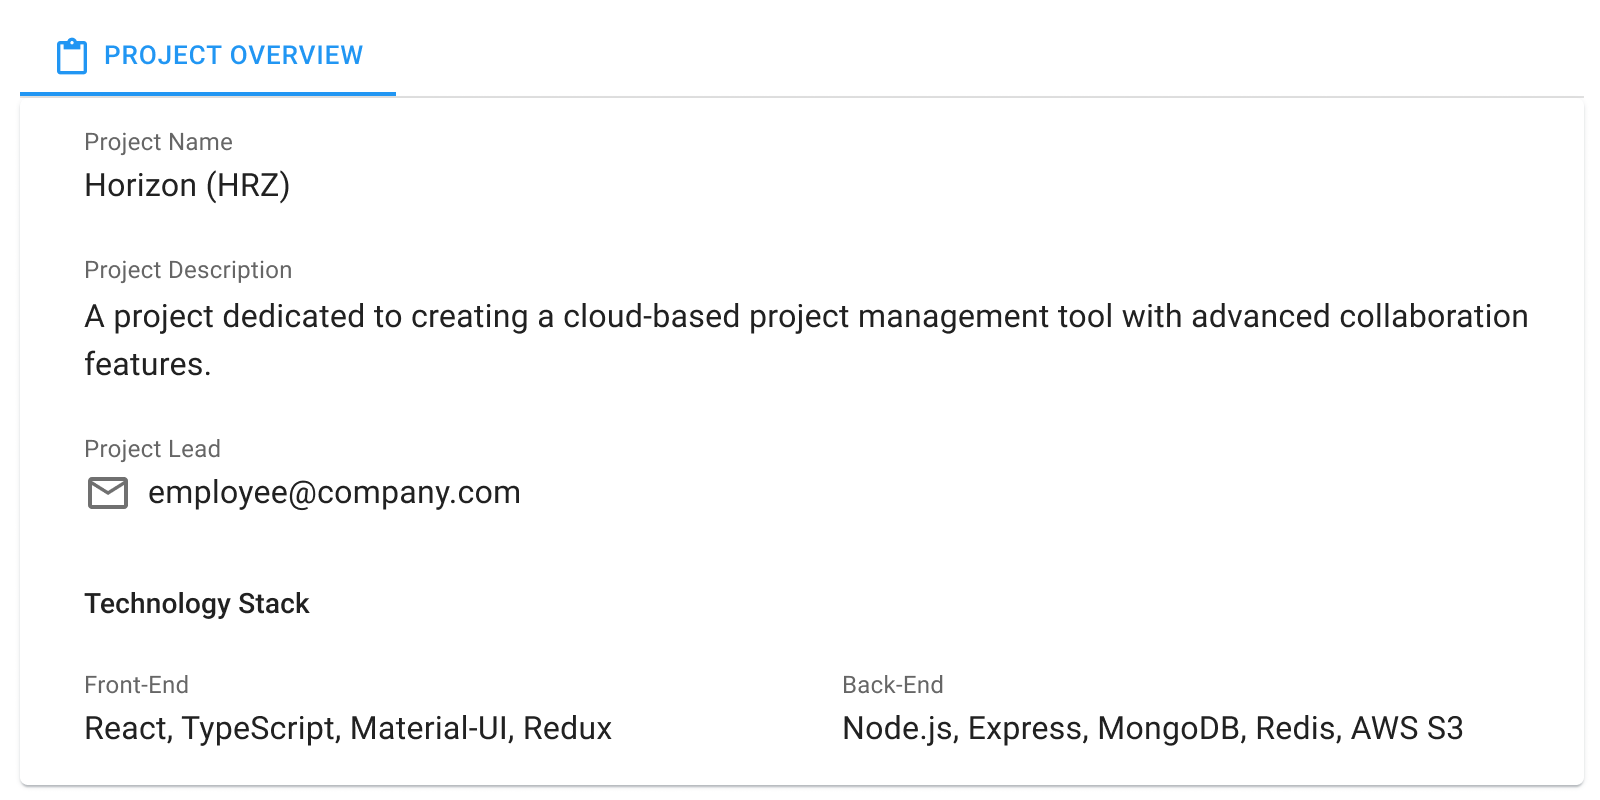 PROJECT OVERVIEW
Project Name
Horizon (HRZ)
Project Description
A project dedicated to creating a cloud-based project management tool with advanced collaboration
features.
Project Lead
employee@company.com
Technology Stack
Front-End
React, TypeScript, Material-UI, Redux
Back-End
Node.js, Express, MongoDB, Redis, AWS S3